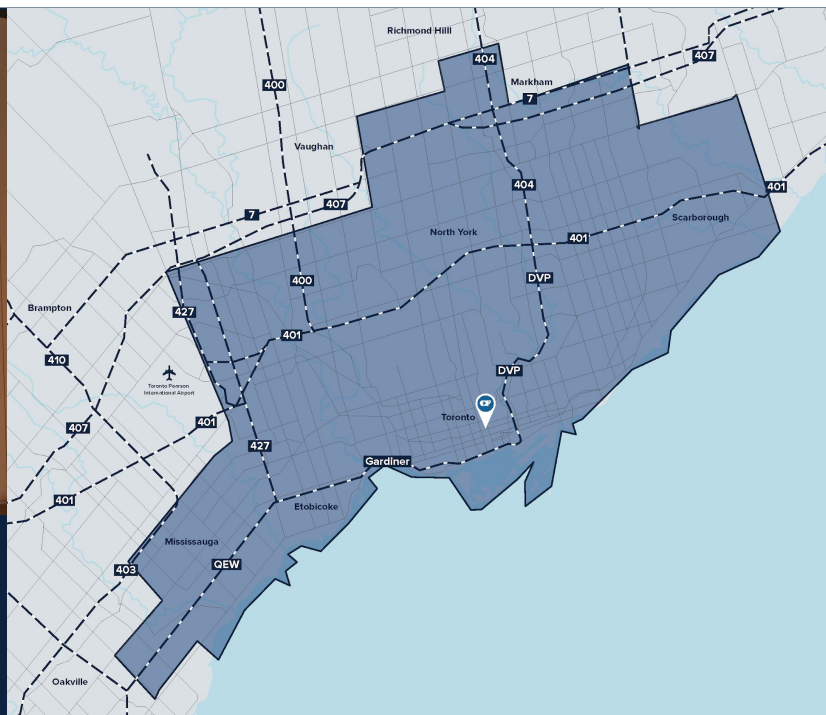 Richmond Hilll
404
400
407
Markham
7
Vaughan
404
401
407
7
Scarborough
North York
401
DVP
400
Brampton
427
401
410
DVP
Toronto Pearson
International Airport
Toronto
401
407
427
Gardiner
401
Etobicoke
Mississauga
QEW
403
Oakville